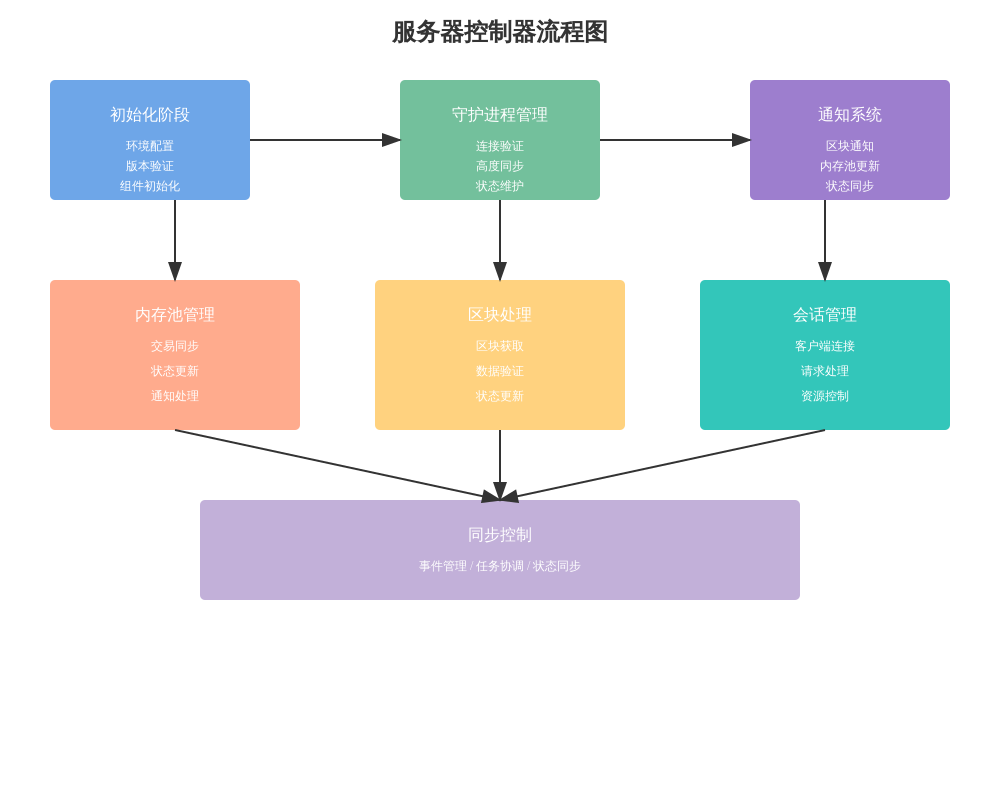 服务器控制器流程图
初始化阶段
环境配置
版本验证
组件初始化
守护进程管理
连接验证
高度同步
状态维护
通知系统
区块通知
内存池更新
状态同步
内存池管理
交易同步
状态更新
通知处理
区块处理
区块获取
数据验证
状态更新
会话管理
客户端连接
请求处理
资源控制
同步控制
事件管理 / 任务协调 / 状态同步